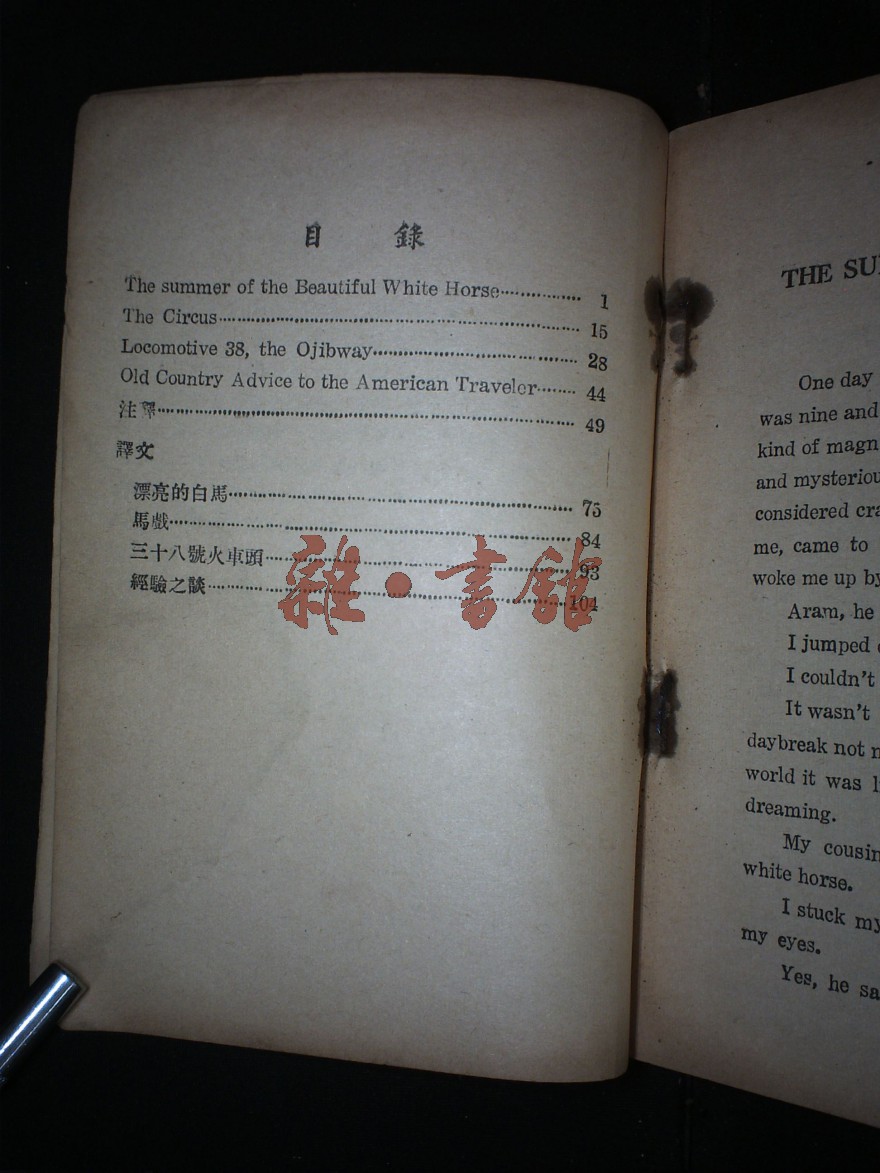 目 錄
The summer of the Beautiful White Horse 1
The Circus 15
Locomotive 38, the Ojibway 28
Old Country Advice to the American Traveler 44
注釋 49
譯文
漂亮的白馬 75
馬戲 84
三十八號火車頭 93
經驗之談 104
雜·書館
THE SU
One day
was nine and
kind of magn
and mysteriou
considered cra
me, came to
woke me up by
Aram, he
I jumped
I couldn't
It wasn't
daybreak not
world it was
dreaming.
My cousin
white horse.
I stuck my
my eyes.
Yes, he sa